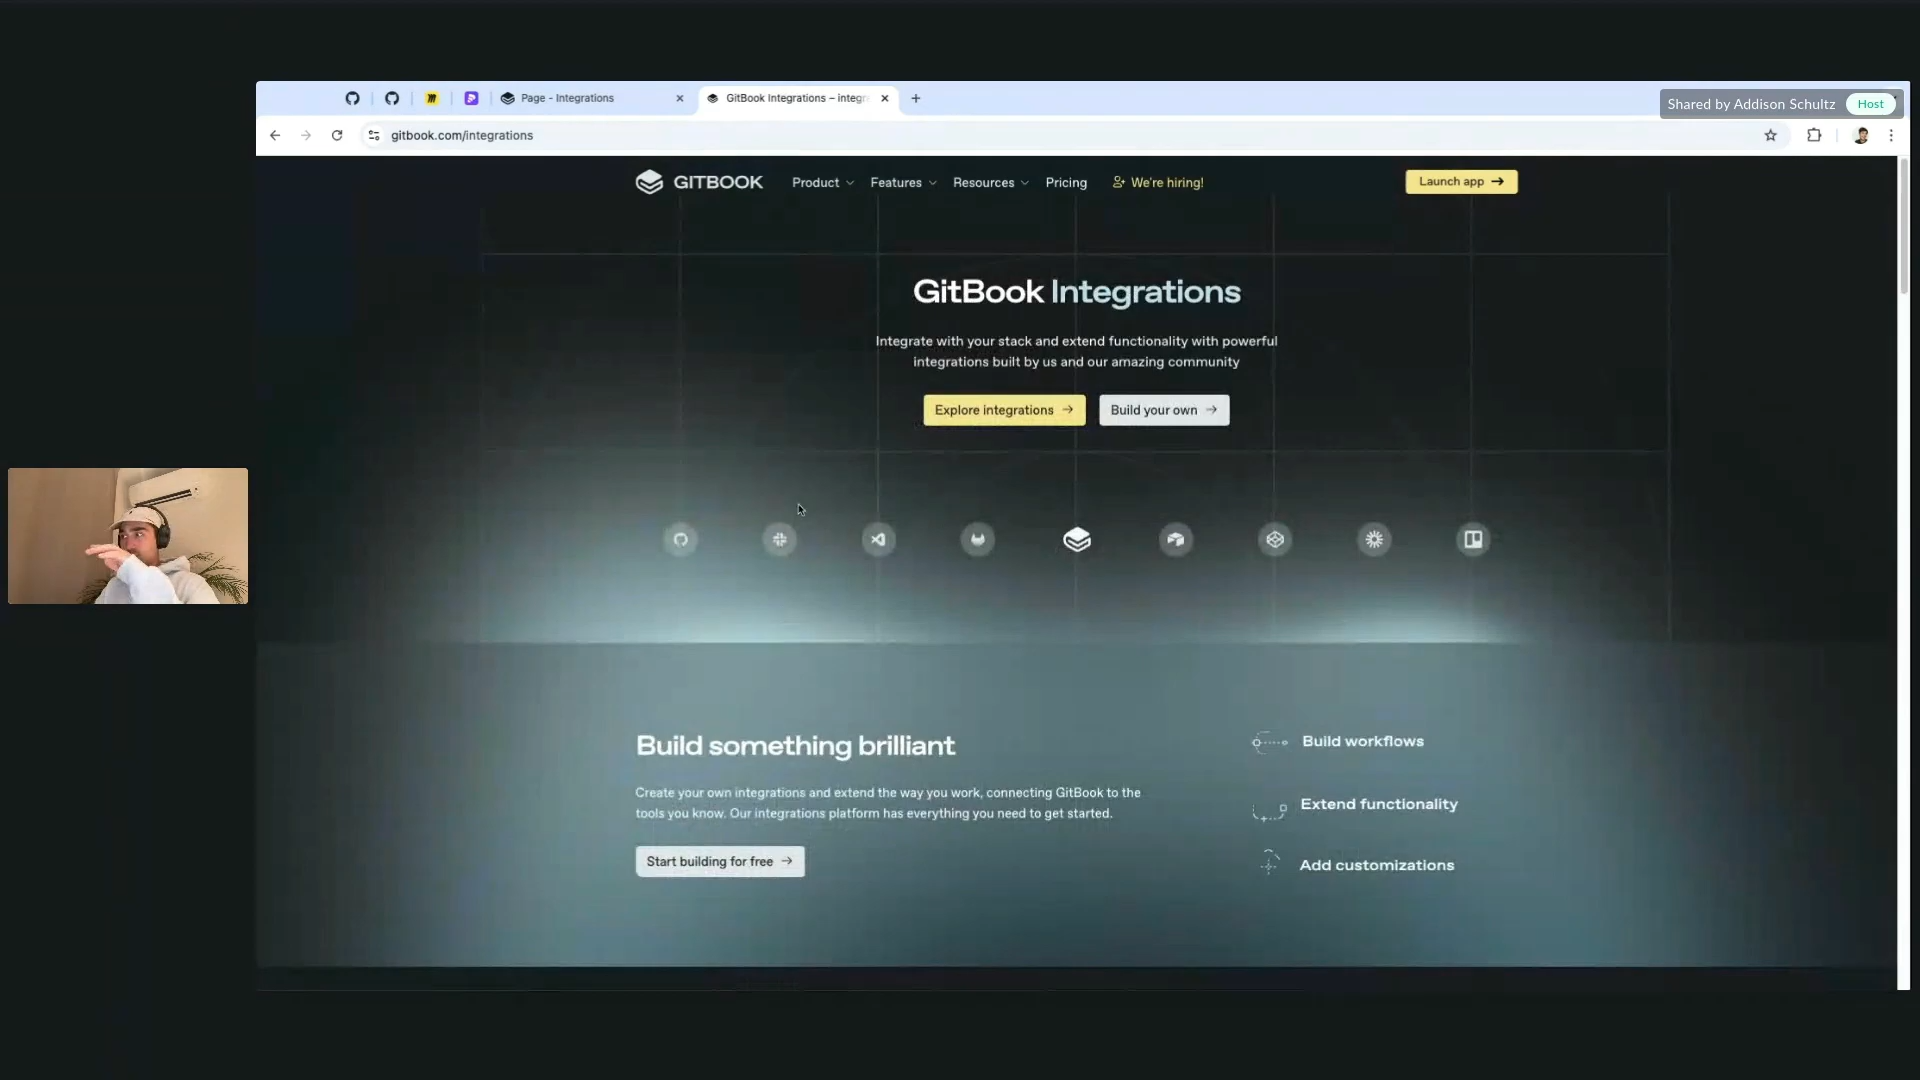 Page - Integrations
GitBook Integrations – integr
Shared by Addison Schultz Host
gitbook.com/integrations
GITBOOK
Product
Features
Resources
Pricing
We're hiring!
Launch app
GitBook Integrations
Integrate with your stack and extend functionality with powerful
integrations built by us and our amazing community
Explore integrations
Build your own
Build something brilliant
Create your own integrations and extend the way you work, connecting GitBook to the
tools you know. Our integrations platform has everything you need to get started.
Start building for free
Build workflows
Extend functionality
Add customizations